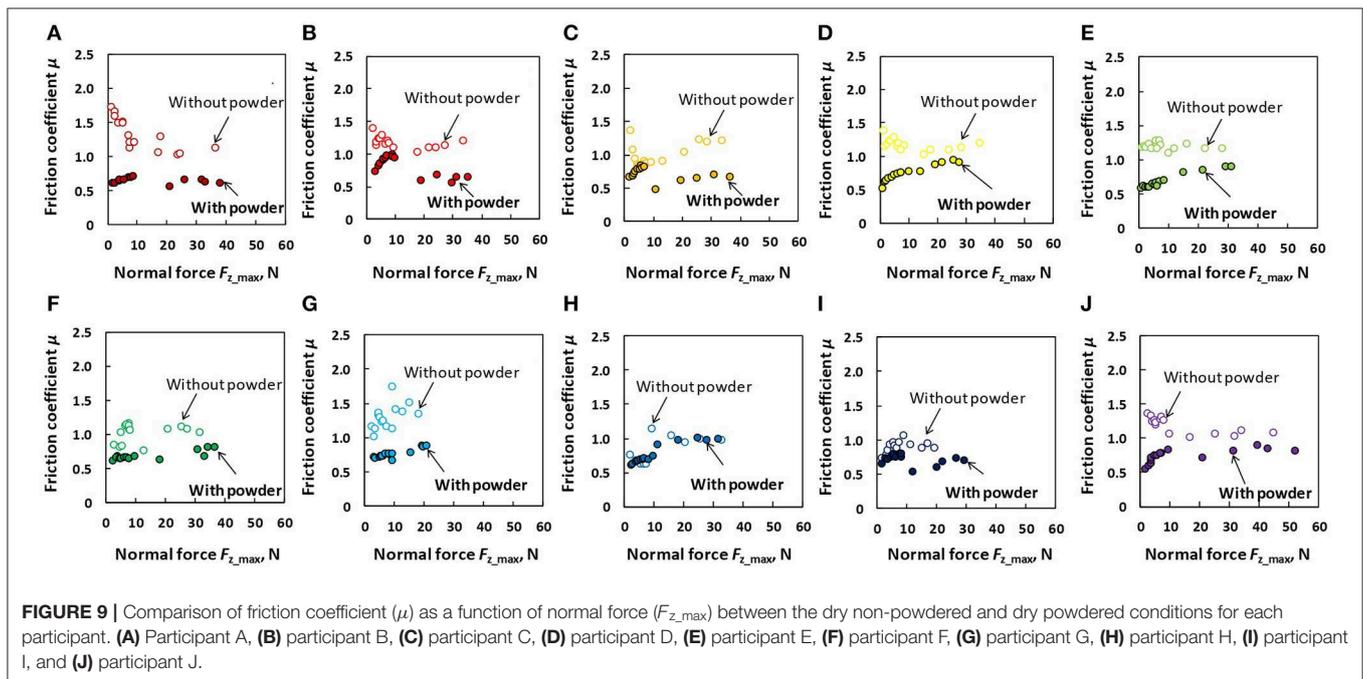 A
B
C
D
E
Friction coefficient μ
2.5
2.0
1.5
1.0
0.5
0
Without powder
With powder
0 10 20 30 40 50 60
Normal force Fz_max, N
Friction coefficient μ
2.5
2.0
1.5
1.0
0.5
0
Without powder
With powder
0 10 20 30 40 50 60
Normal force Fz_max, N
Friction coefficient μ
2.5
2.0
1.5
1.0
0.5
0
Without powder
With powder
0 10 20 30 40 50 60
Normal force Fz_max, N
Friction coefficient μ
2.5
2.0
1.5
1.0
0.5
0
Without powder
With powder
0 10 20 30 40 50 60
Normal force Fz_max, N
Friction coefficient μ
2.5
2.0
1.5
1.0
0.5
0
Without powder
With powder
0 10 20 30 40 50 60
Normal force Fz_max, N
F
G
H
I
J
Friction coefficient μ
2.5
2.0
1.5
1.0
0.5
0
Without powder
With powder
0 10 20 30 40 50 60
Normal force Fz_max, N
Friction coefficient μ
2.5
2.0
1.5
1.0
0.5
0
Without powder
With powder
0 10 20 30 40 50 60
Normal force Fz_max, N
Friction coefficient μ
2.5
2.0
1.5
1.0
0.5
0
Without powder
With powder
0 10 20 30 40 50 60
Normal force Fz_max, N
Friction coefficient μ
2.5
2.0
1.5
1.0
0.5
0
Without powder
With powder
0 10 20 30 40 50 60
Normal force Fz_max, N
Friction coefficient μ
2.5
2.0
1.5
1.0
0.5
0
Without powder
With powder
0 10 20 30 40 50 60
Normal force Fz_max, N
FIGURE 9 | Comparison of friction coefficient (μ) as a function of normal force (Fz_max) between the dry non-powdered and dry powdered conditions for each
participant. (A) Participant A, (B) participant B, (C) participant C, (D) participant D, (E) participant E, (F) participant F, (G) participant G, (H) participant H, (I) participant
I, and (J) participant J.